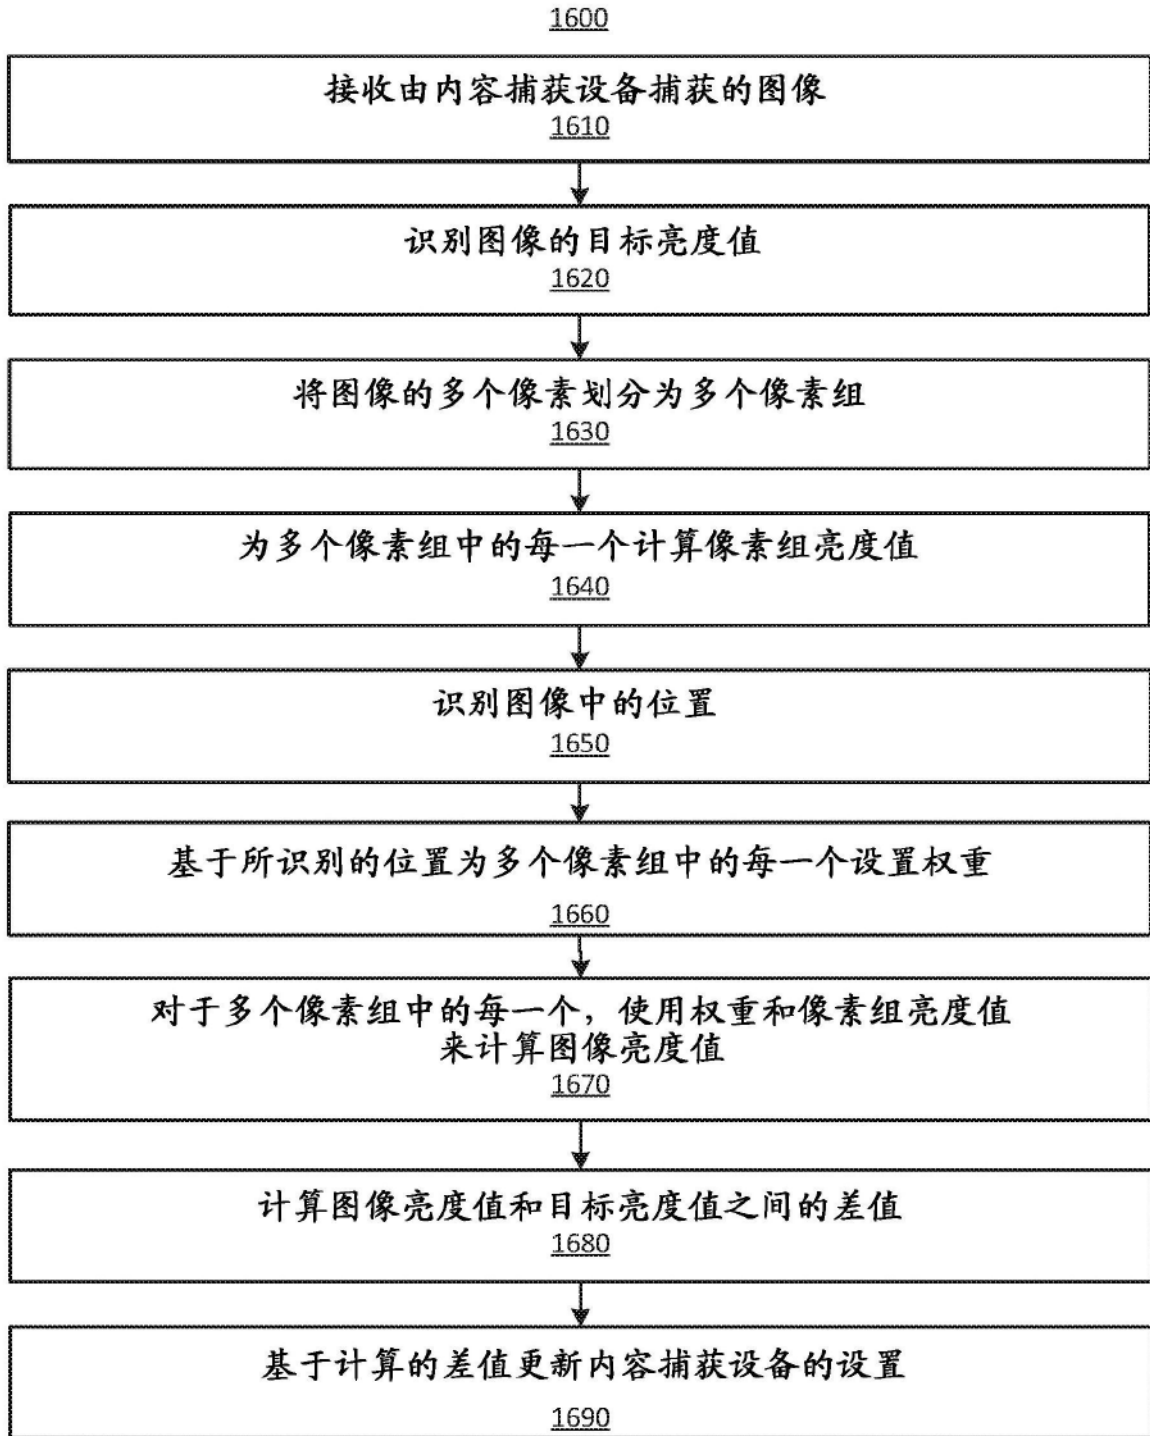 1600
接收由内容捕获设备捕获的图像
1610
识别图像的目标亮度值
1620
将图像的多个像素划分为多个像素组
1630
为多个像素组中的每一个计算像素组亮度值
1640
识别图像中的位置
1650
基于所识别的位置为多个像素组中的每一个设置权重
1660
对于多个像素组中的每一个，使用权重和像素组亮度值
来计算图像亮度值
1670
计算图像亮度值和目标亮度值之间的差值
1680
基于计算的差值更新内容捕获设备的设置
1690